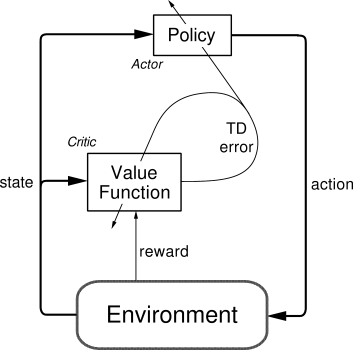 Policy
Actor
TD
error
Critic
Value
Function
state
action
reward
Environment